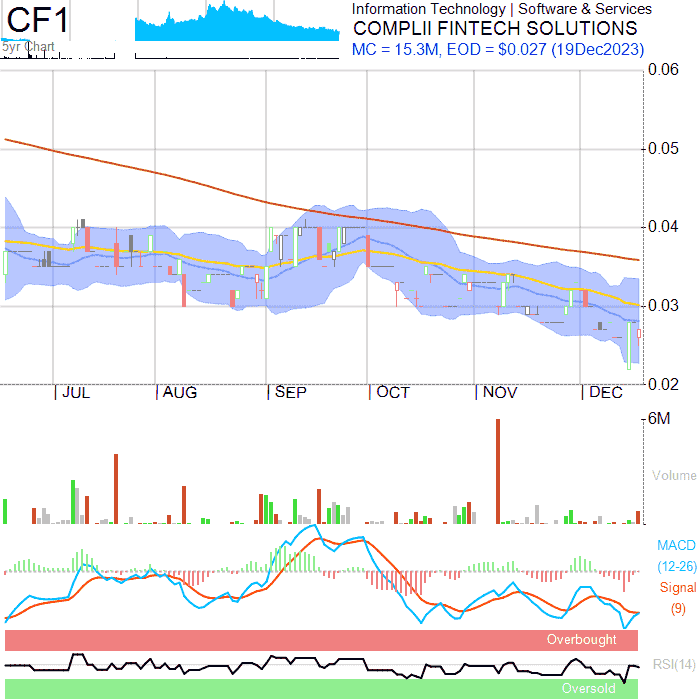 CF1
5yr Chart
Information Technology | Software & Services
COMPLII FINTECH SOLUTIONS
MC = 15.3M, EOD = $0.027 (19Dec2023)
0.06
0.05
0.04
0.03
0.02
JUL AUG SEP OCT NOV DEC
6M
Volume
MACD
(12-26)
Signal
(9)
Overbought
RSI(14)
Oversold